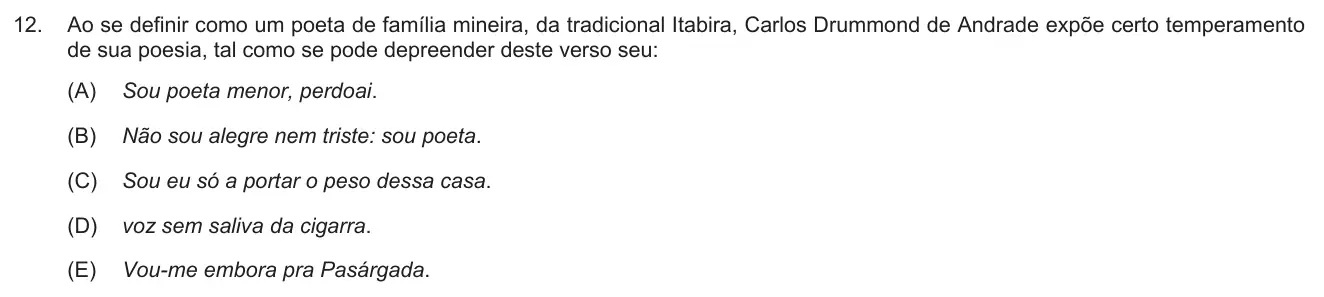 12. Ao se definir como um poeta de família mineira, da tradicional Itabira, Carlos Drummond de Andrade expõe certo temperamento
de sua poesia, tal como se pode depreender deste verso seu:
(A) Sou poeta menor, perdoai.
(B) Não sou alegre nem triste: sou poeta.
(C) Sou eu só a portar o peso dessa casa.
(D) voz sem saliva da cigarra.
(E) Vou-me embora pra Pasárgada.